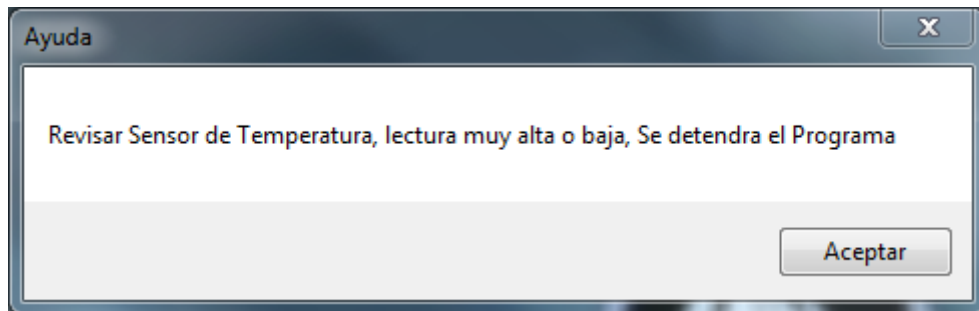 Ayuda
Revisar Sensor de Temperatura, lectura muy alta o baja, Se detendra el Programa
Aceptar